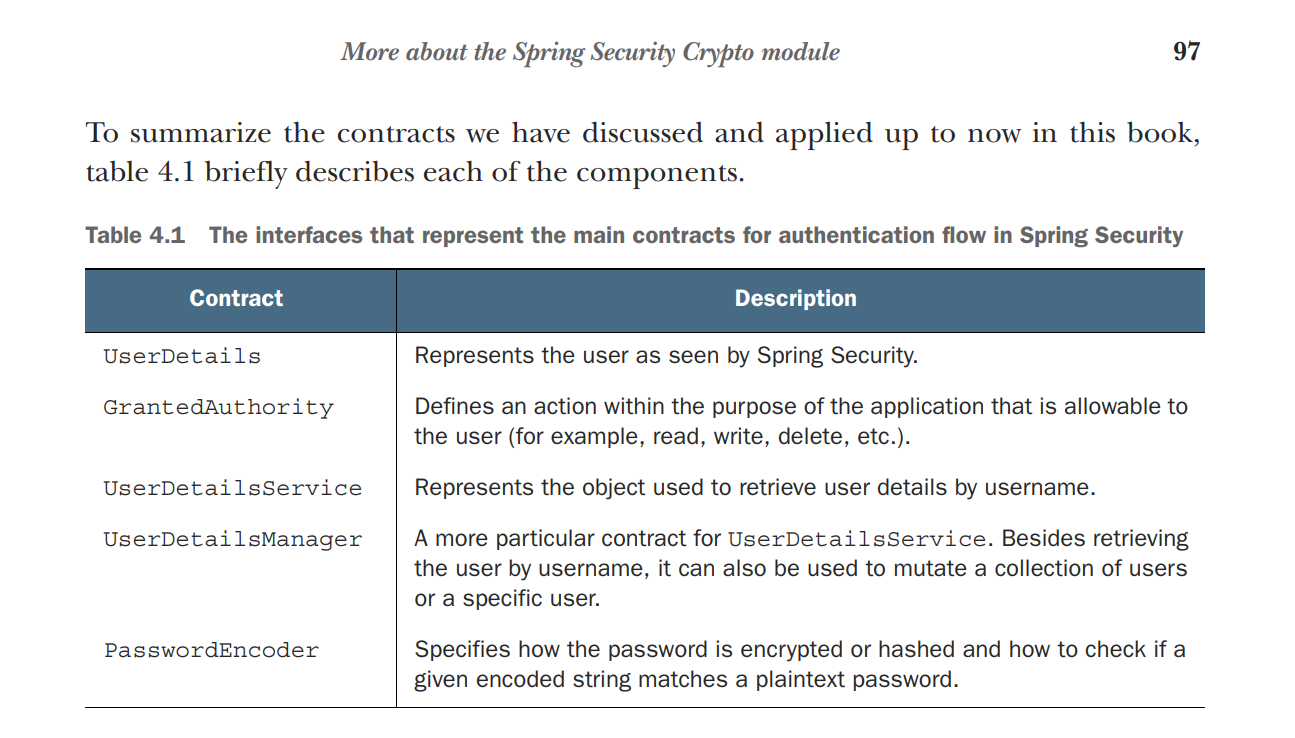 More about the Spring Security Crypto module 97
To summarize the contracts we have discussed and applied up to now in this book,
table 4.1 briefly describes each of the components.
Table 4.1 The interfaces that represent the main contracts for authentication flow in Spring Security
Contract Description
UserDetails Represents the user as seen by Spring Security.
GrantedAuthority Defines an action within the purpose of the application that is allowable to
the user (for example, read, write, delete, etc.).
UserDetailsService Represents the object used to retrieve user details by username.
UserDetailsManager A more particular contract for UserDetailsService. Besides retrieving
the user by username, it can also be used to mutate a collection of users
or a specific user.
PasswordEncoder Specifies how the password is encrypted or hashed and how to check if a
given encoded string matches a plaintext password.